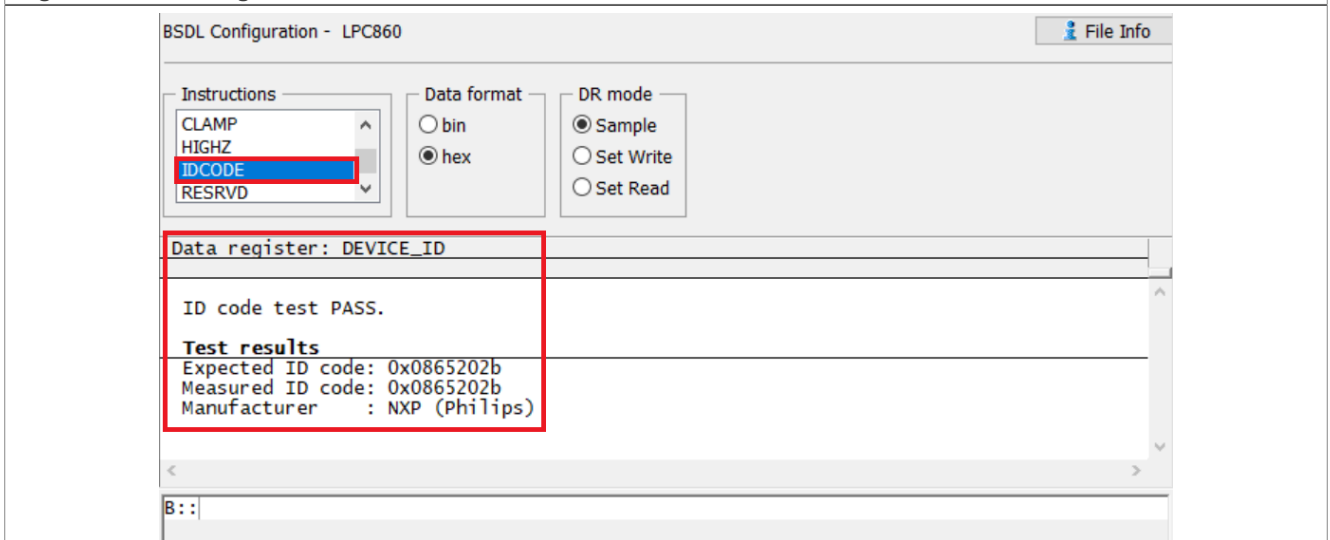 BSDL Configuration - LPC860
File Info
Instructions
CLAMP
HIGHZ
IDCODE
RESRVD
Data format
bin
hex
DR mode
Sample
Set Write
Set Read
Data register: DEVICE_ID
ID code test PASS.
Test results
Expected ID code: 0x0865202b
Measured ID code: 0x0865202b
Manufacturer    : NXP (Philips)
B::